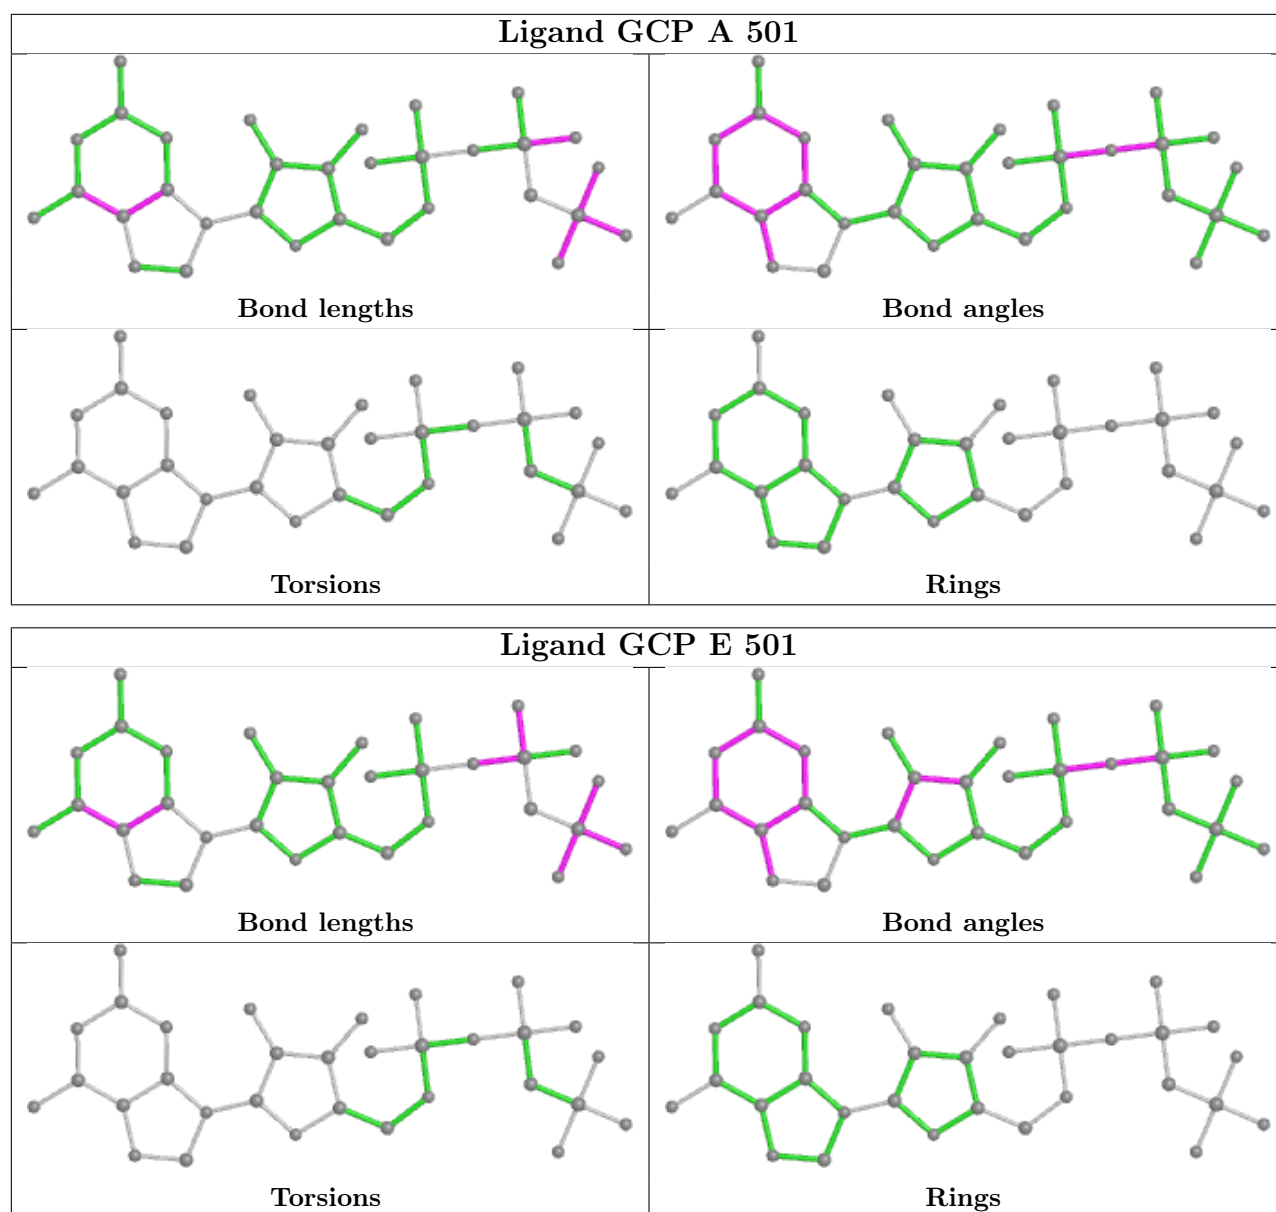 Ligand GCP A 501
Bond lengths
Bond angles
Torsions
Rings
Ligand GCP E 501
Bond lengths
Bond angles
Torsions
Rings